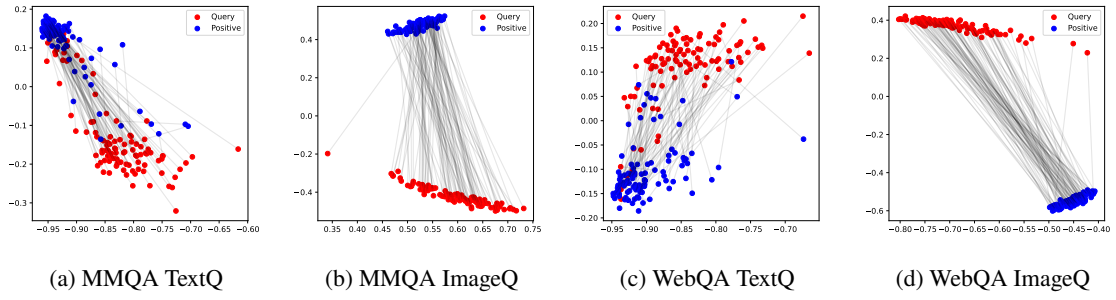 Query
Positive
0.2
0.1
0.0
−0.1
−0.2
−0.3
−0.95 −0.90 −0.85 −0.80 −0.75 −0.70 −0.65 −0.60
(a) MMQA TextQ
Query
Positive
0.4
0.2
0.0
−0.2
−0.4
0.35 0.40 0.45 0.50 0.55 0.60 0.65 0.70 0.75
(b) MMQA ImageQ
Query
Positive
0.20
0.15
0.10
0.05
0.00
−0.05
−0.10
−0.15
−0.20
−0.95 −0.90 −0.85 −0.80 −0.75 −0.70
(c) WebQA TextQ
Query
Positive
0.4
0.2
0.0
−0.2
−0.4
−0.6
−0.80 −0.75 −0.70 −0.65 −0.60 −0.55 −0.50 −0.45 −0.40
(d) WebQA ImageQ